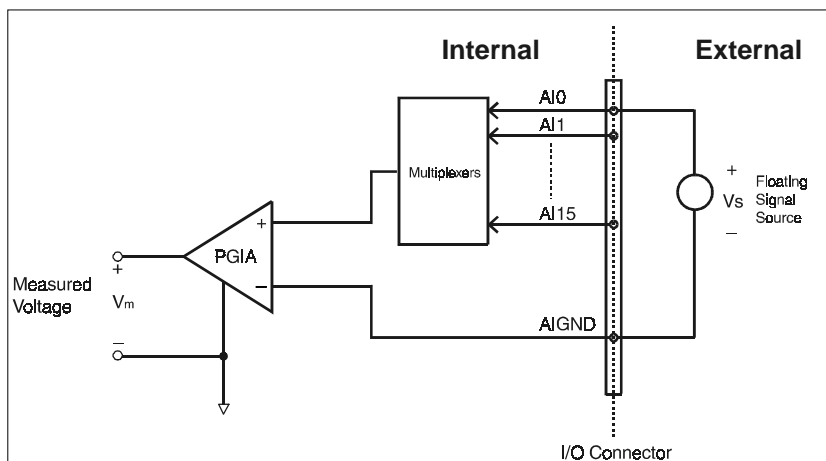 Internal External
AI0
AI1
Multiplexers
AI15
+
Vs
−
Floating
Signal
Source
+
PGIA
−
Measured
Voltage
+
Vm
−
AIGND
I/O Connector